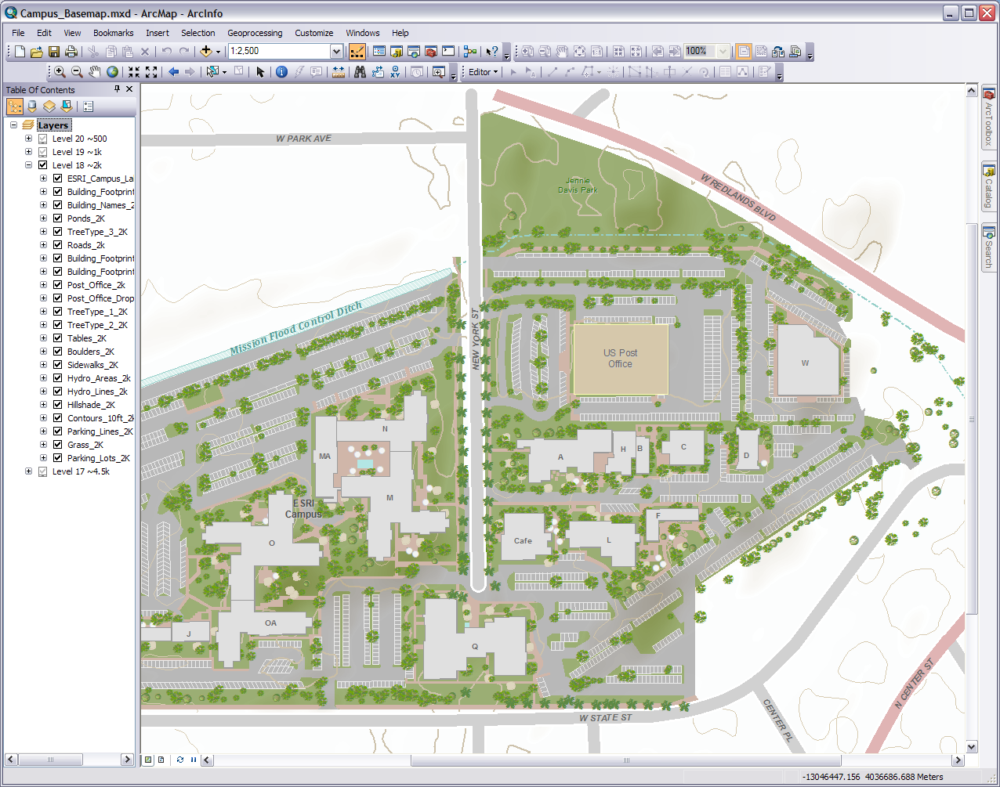 Campus_Basemap.mxd - ArcMap - ArcInfo
File Edit View Bookmarks Insert Selection Geoprocessing Customize Windows Help
1:2,500
100%
Editor
Table Of Contents
Layers
Level 20 ~500
Level 19 ~1k
Level 18 ~2k
ESRI_Campus_La
Building_Footprint
Building_Names_2
Ponds_2K
TreeType_3_2K
Roads_2k
Building_Footprint
Building_Footprint
Post_Office_2k
Post_Office_Drop
TreeType_1_2K
TreeType_2_2K
Tables_2K
Boulders_2K
Sidewalks_2K
Hydro_Areas_2k
Hydro_Lines_2k
Hillshade_2K
Contours_10ft_2k
Parking_Lines_2K
Grass_2K
Parking_Lots_2K
Level 17 ~4.5k
W PARK AVE
Jennie
Davis Park
W REDLANDS BLVD
Mission Flood Control Ditch
NEW YORK ST
US Post
Office
W
N
MA
A
H
B
C
D
M
ESRI
Campus
O
Cafe
L
F
J
OA
Q
W STATE ST
CENTER PL
N CENTER ST
ArcToolbox
Catalog
Search
-13046447.156 4036686.688 Meters